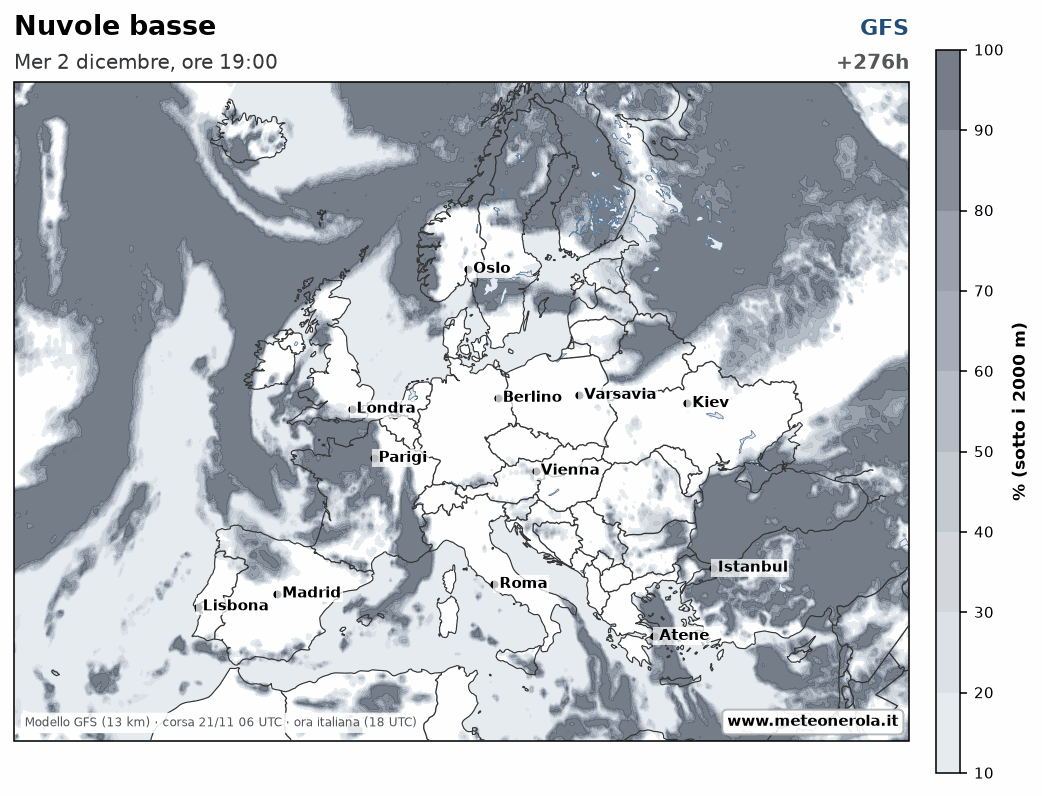 Nuvole basse
GFS
Mer 2 dicembre, ore 19:00
+276h
100
90
80
70
60
50
40
30
20
10
% (sotto i 2000 m)
Oslo
Londra
Berlino
Varsavia
Kiev
Parigi
Vienna
Istanbul
Roma
Madrid
Lisbona
Atene
Modello GFS (13 km) · corsa 21/11 06 UTC · ora italiana (18 UTC)
www.meteonerola.it